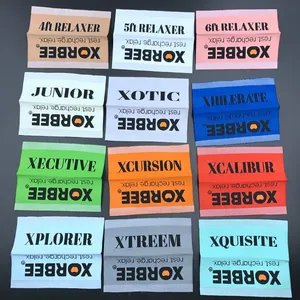 4ft RELAXER
rest recharge relax
XORBEE®
5ft RELAXER
rest recharge relax
XORBEE®
6ft RELAXER
rest recharge relax
XORBEE®
JUNIOR
rest recharge relax
XORBEE®
XOTIC
rest recharge relax
XORBEE®
XHILERATE
rest recharge relax
XORBEE®
XECUTIVE
rest recharge relax
XORBEE®
XCURSION
rest recharge relax
XORBEE®
XCALIBUR
rest recharge relax
XORBEE®
XPLORER
rest recharge relax
XORBEE®
XTREEM
rest recharge relax
XORBEE®
XQUISITE
rest recharge relax
XORBEE®